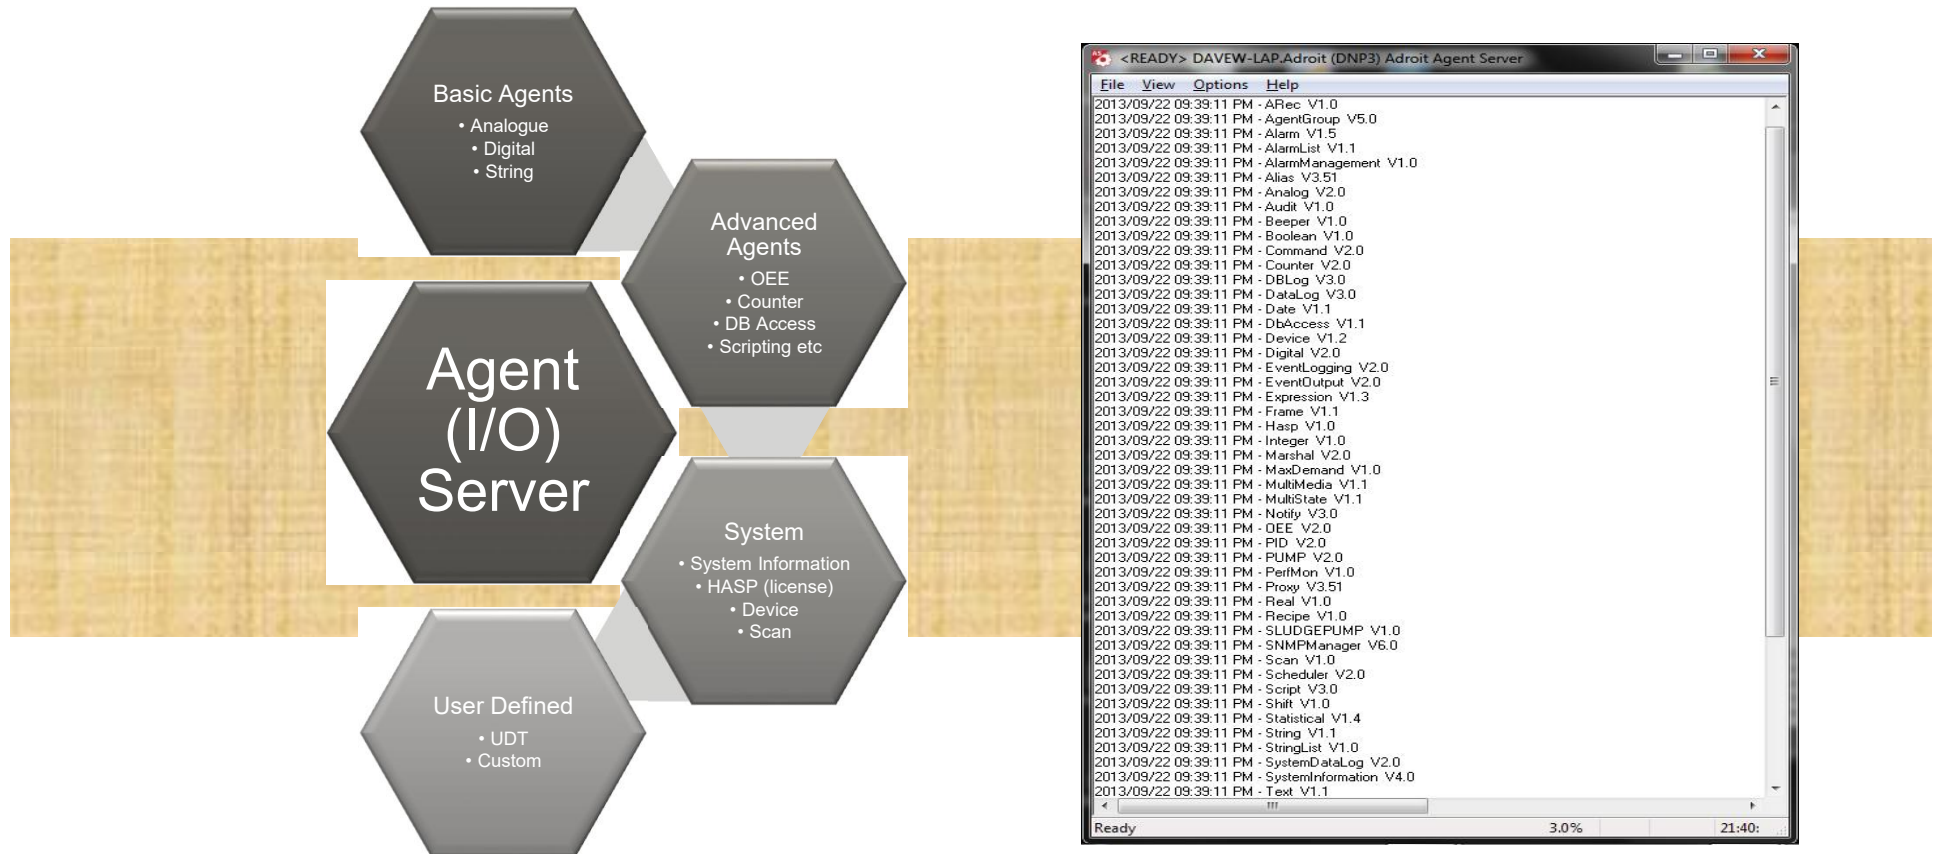 Basic Agents
• Analogue
• Digital
• String
Advanced
Agents
• OEE
• Counter
• DB Access
• Scripting etc
Agent
(I/O)
Server
System
• System Information
• HASP (license)
• Device
• Scan
User Defined
• UDT
• Custom
<READY> DAVEW-LAP.Adroit (DNP3) Adroit Agent Server
File View Options Help
2013/09/22 09:39:11 PM - ARec V1.0
2013/09/22 09:39:11 PM - AgentGroup V5.0
2013/09/22 09:39:11 PM - Alarm V1.5
2013/09/22 09:39:11 PM - AlarmList V1.1
2013/09/22 09:39:11 PM - AlarmManagement V1.0
2013/09/22 09:39:11 PM - Alias V3.51
2013/09/22 09:39:11 PM - Analog V2.0
2013/09/22 09:39:11 PM - Audit V1.0
2013/09/22 09:39:11 PM - Beeper V1.0
2013/09/22 09:39:11 PM - Boolean V1.0
2013/09/22 09:39:11 PM - Command V2.0
2013/09/22 09:39:11 PM - Counter V2.0
2013/09/22 09:39:11 PM - DBLog V3.0
2013/09/22 09:39:11 PM - DataLog V3.0
2013/09/22 09:39:11 PM - Date V1.1
2013/09/22 09:39:11 PM - DbAccess V1.1
2013/09/22 09:39:11 PM - Device V1.2
2013/09/22 09:39:11 PM - Digital V2.0
2013/09/22 09:39:11 PM - EventLogging V2.0
2013/09/22 09:39:11 PM - EventOutput V2.0
2013/09/22 09:39:11 PM - Expression V1.3
2013/09/22 09:39:11 PM - Frame V1.1
2013/09/22 09:39:11 PM - Hasp V1.0
2013/09/22 09:39:11 PM - Integer V1.0
2013/09/22 09:39:11 PM - Marshal V2.0
2013/09/22 09:39:11 PM - MaxDemand V1.0
2013/09/22 09:39:11 PM - MultiMedia V1.1
2013/09/22 09:39:11 PM - MultiState V1.1
2013/09/22 09:39:11 PM - Notify V3.0
2013/09/22 09:39:11 PM - OEE V2.0
2013/09/22 09:39:11 PM - PID V2.0
2013/09/22 09:39:11 PM - PUMP V2.0
2013/09/22 09:39:11 PM - PerfMon V1.0
2013/09/22 09:39:11 PM - Proxy V3.51
2013/09/22 09:39:11 PM - Real V1.0
2013/09/22 09:39:11 PM - Recipe V1.0
2013/09/22 09:39:11 PM - SLUDGEPUMP V1.0
2013/09/22 09:39:11 PM - SNMPManager V6.0
2013/09/22 09:39:11 PM - Scan V1.0
2013/09/22 09:39:11 PM - Scheduler V2.0
2013/09/22 09:39:11 PM - Script V3.0
2013/09/22 09:39:11 PM - Shift V1.0
2013/09/22 09:39:11 PM - Statistical V1.4
2013/09/22 09:39:11 PM - String V1.1
2013/09/22 09:39:11 PM - StringList V1.0
2013/09/22 09:39:11 PM - SystemDataLog V2.0
2013/09/22 09:39:11 PM - SystemInformation V4.0
2013/09/22 09:39:11 PM - Text V1.1
Ready 3.0% 21:40: